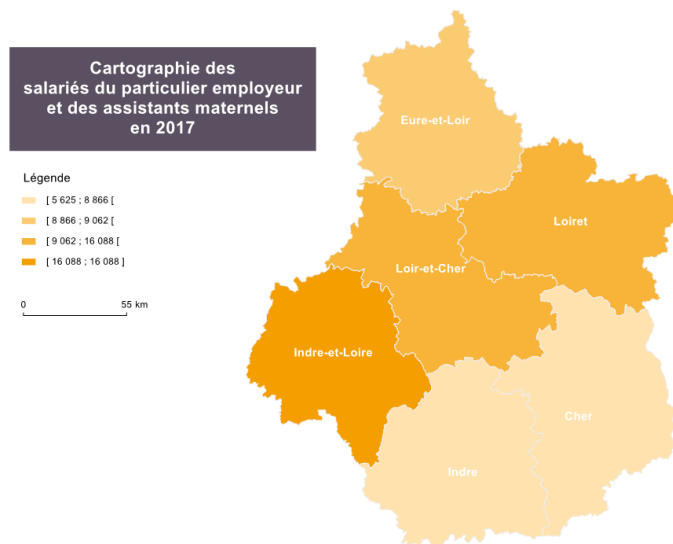 Cartographie des
salariés du particulier employeur
et des assistants maternels
en 2017
Légende
[ 5 625 ; 8 866 [
[ 8 866 ; 9 062 [
[ 9 062 ; 16 088 [
[ 16 088 ; 16 088 ]
0 55 km
Eure-et-Loir
Loiret
Loir-et-Cher
Indre-et-Loire
Cher
Indre